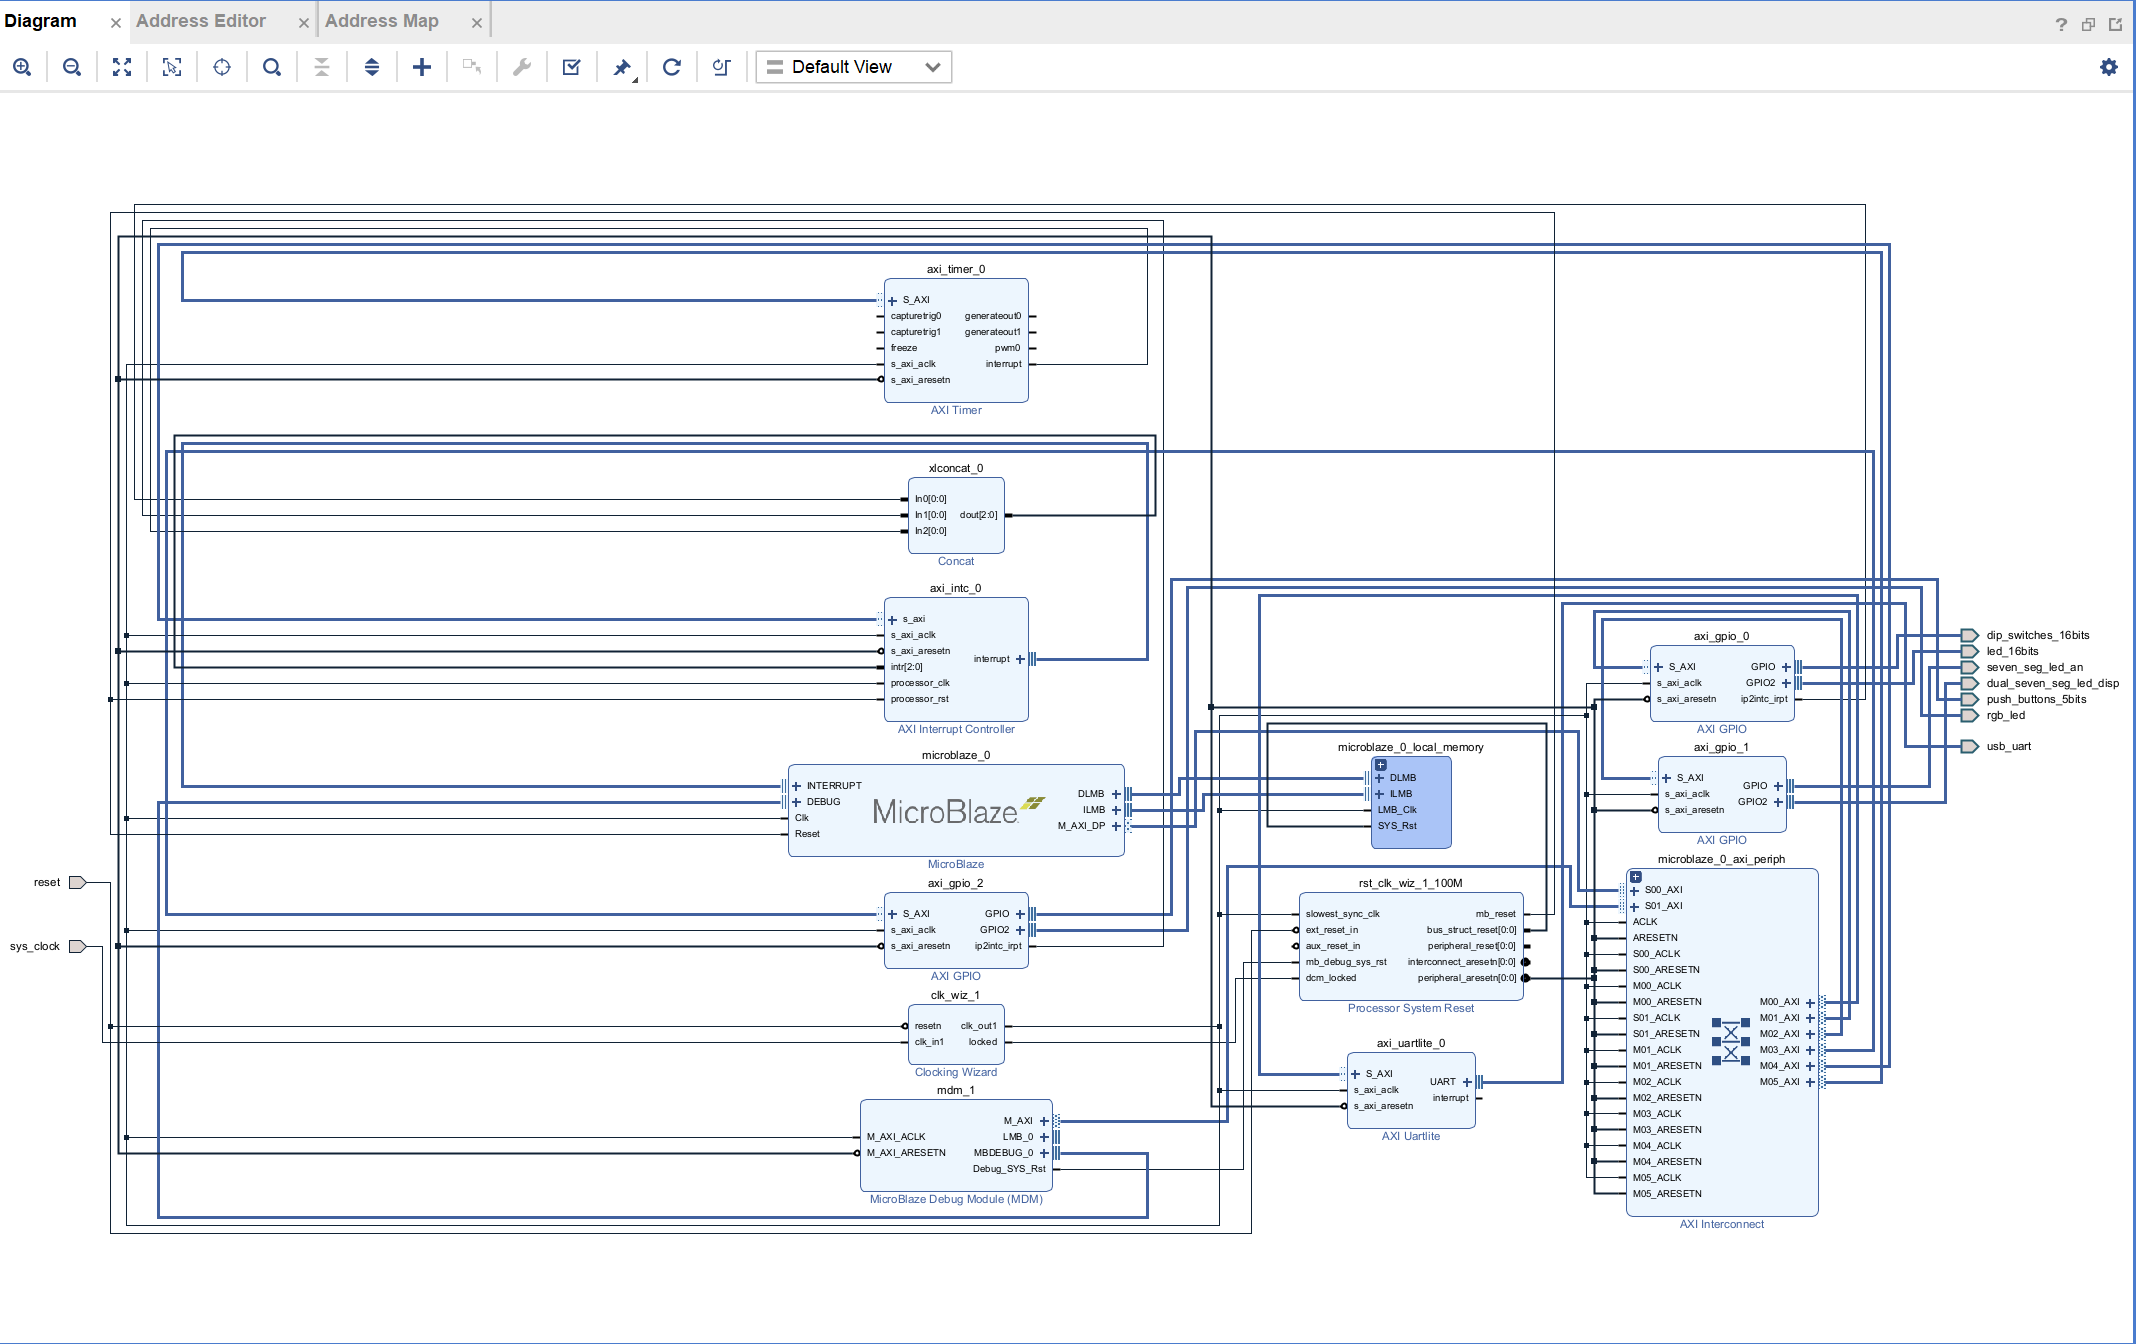 Diagram
Address Editor
Address Map
Default View
axi_timer_0
S_AXI
capturetrig0
capturetrig1
freeze
s_axi_aclk
s_axi_aresetn
generateout0
generateout1
pwm0
interrupt
AXI Timer
xlconcat_0
In0[0:0]
In1[0:0]
In2[0:0]
dout[2:0]
Concat
axi_intc_0
s_axi
s_axi_aclk
s_axi_aresetn
intr[2:0]
processor_clk
processor_rst
interrupt
AXI Interrupt Controller
microblaze_0
INTERRUPT
DEBUG
Clk
Reset
MicroBlaze
DLMB
ILMB
M_AXI_DP
MicroBlaze
axi_gpio_2
S_AXI
s_axi_aclk
s_axi_aresetn
GPIO
GPIO2
ip2intc_irpt
AXI GPIO
reset
sys_clock
clk_wiz_1
resetn
clk_in1
clk_out1
locked
Clocking Wizard
mdm_1
M_AXI_ACLK
M_AXI_ARESETN
M_AXI
LMB_0
MBDEBUG_0
Debug_SYS_Rst
MicroBlaze Debug Module (MDM)
microblaze_0_local_memory
DLMB
ILMB
LMB_Clk
SYS_Rst
rst_clk_wiz_1_100M
slowest_sync_clk
ext_reset_in
aux_reset_in
mb_debug_sys_rst
dcm_locked
mb_reset
bus_struct_reset[0:0]
peripheral_reset[0:0]
interconnect_aresetn[0:0]
peripheral_aresetn[0:0]
Processor System Reset
axi_uartlite_0
S_AXI
s_axi_aclk
s_axi_aresetn
UART
interrupt
AXI Uartlite
axi_gpio_0
S_AXI
s_axi_aclk
s_axi_aresetn
GPIO
GPIO2
ip2intc_irpt
AXI GPIO
axi_gpio_1
S_AXI
s_axi_aclk
s_axi_aresetn
GPIO
GPIO2
AXI GPIO
microblaze_0_axi_periph
S00_AXI
S01_AXI
ACLK
ARESETN
S00_ACLK
S00_ARESETN
M00_ACLK
M00_ARESETN
S01_ACLK
S01_ARESETN
M01_ACLK
M01_ARESETN
M02_ACLK
M02_ARESETN
M03_ACLK
M03_ARESETN
M04_ACLK
M04_ARESETN
M05_ACLK
M05_ARESETN
M00_AXI
M01_AXI
M02_AXI
M03_AXI
M04_AXI
M05_AXI
AXI Interconnect
dip_switches_16bits
led_16bits
seven_seg_led_an
dual_seven_seg_led_disp
push_buttons_5bits
rgb_led
usb_uart